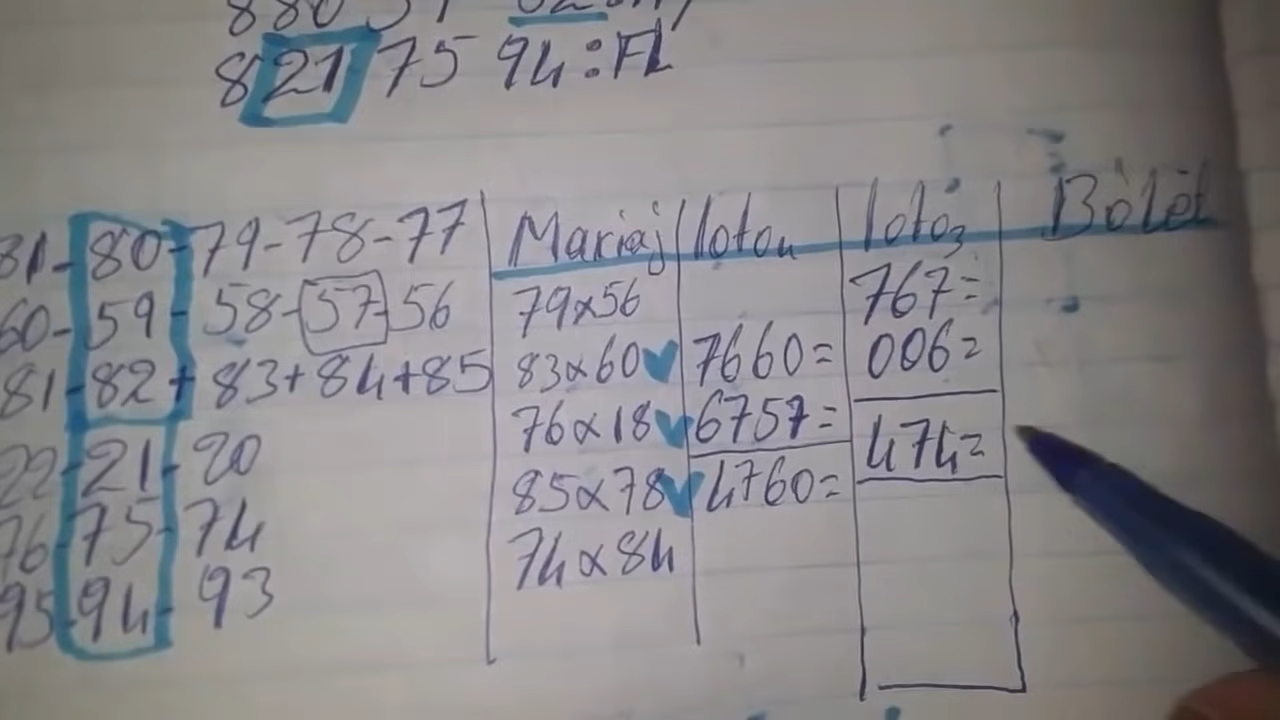 821 75 94:FL
81-80-79-78-77
60-59-58-57-56
81-82+83+84+85
22-21-20
76-75-74
95-94-93
Mariaj
79x56
83x60
76x18
85x78
74x84
loto4
7660=
6757=
4760=
loto3
767=
006=
474=
Bòlèt